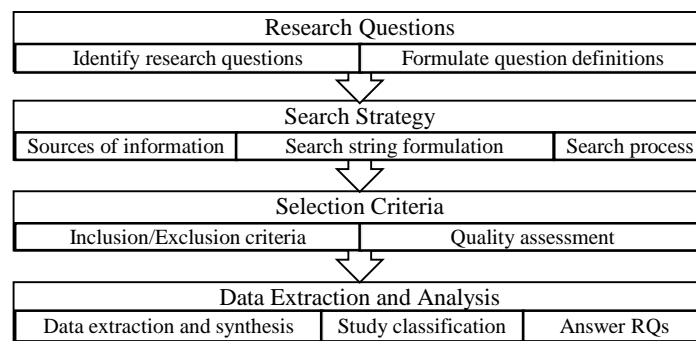 Research Questions
Identify research questions Formulate question definitions
Search Strategy
Sources of information Search string formulation Search process
Selection Criteria
Inclusion/Exclusion criteria Quality assessment
Data Extraction and Analysis
Data extraction and synthesis Study classification Answer RQs